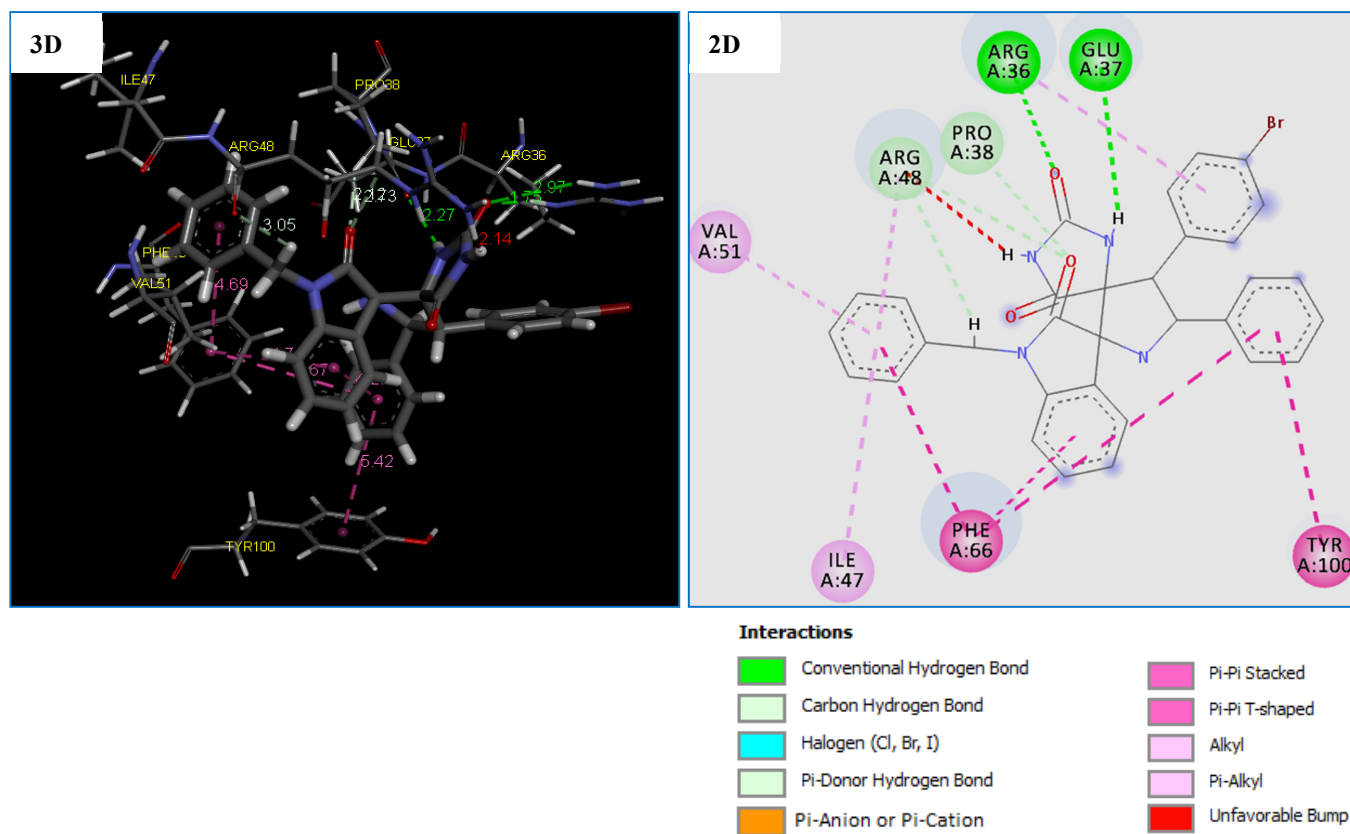 3D
ILE47
PRO38
ARG48
ARG36
2.97
2.27
2.14
3.05
VAL51
4.69
5.42
TYR100
2D
ARG
A:36
GLU
A:37
Br
PRO
A:38
ARG
A:48
O
H
VAL
A:51
H
N
N
O
O
H
N
N
PHE
A:66
ILE
A:47
TYR
A:100
Interactions
Conventional Hydrogen Bond
Carbon Hydrogen Bond
Halogen (Cl, Br, I)
Pi-Donor Hydrogen Bond
Pi-Anion or Pi-Cation
Pi-Pi Stacked
Pi-Pi T-shaped
Alkyl
Pi-Alkyl
Unfavorable Bump